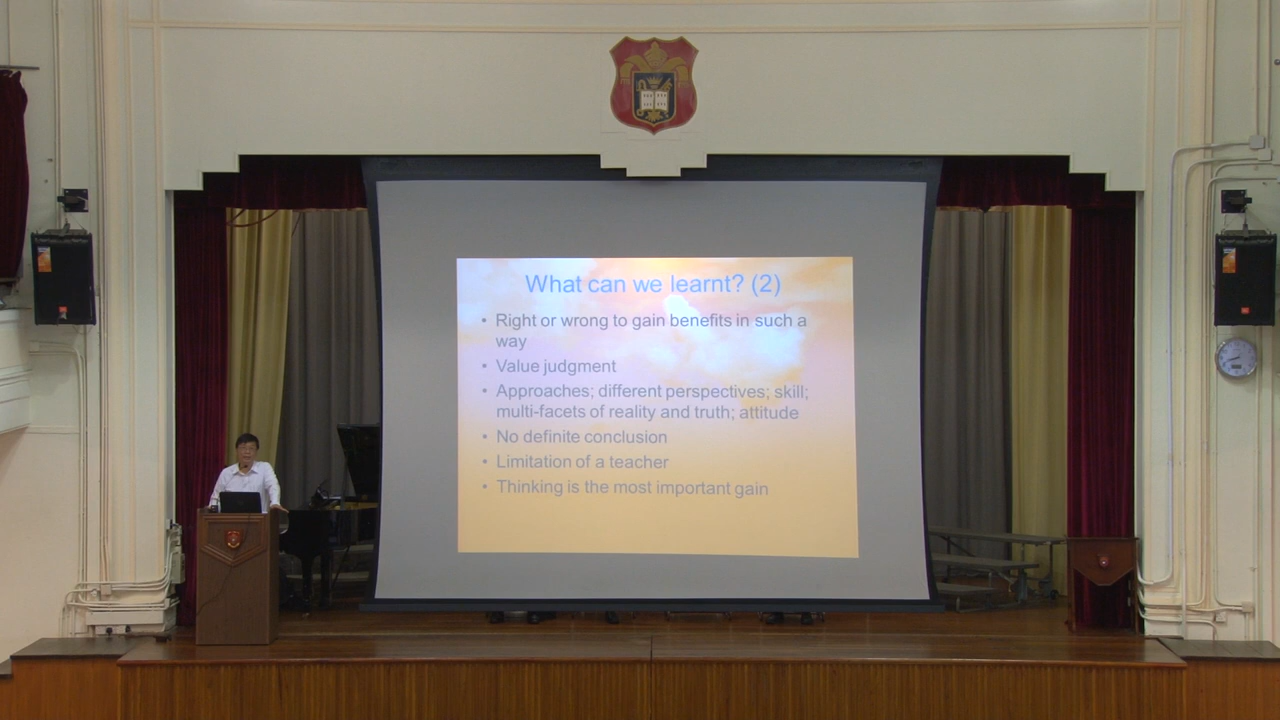 What can we learnt? (2)
• Right or wrong to gain benefits in such a
way
• Value judgment
• Approaches; different perspectives; skill;
multi-facets of reality and truth; attitude
• No definite conclusion
• Limitation of a teacher
• Thinking is the most important gain